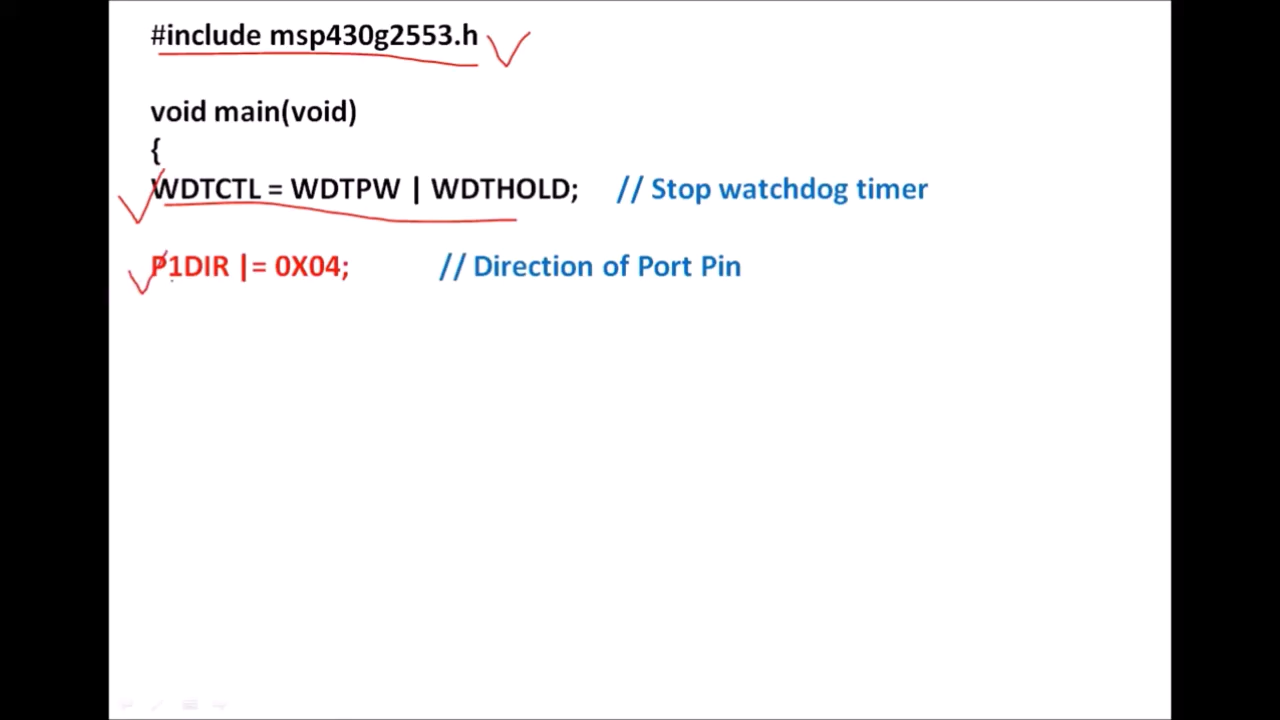 #include msp430g2553.h
void main(void)
{
WDTCTL = WDTPW | WDTHOLD; // Stop watchdog timer
P1DIR |= 0X04; // Direction of Port Pin